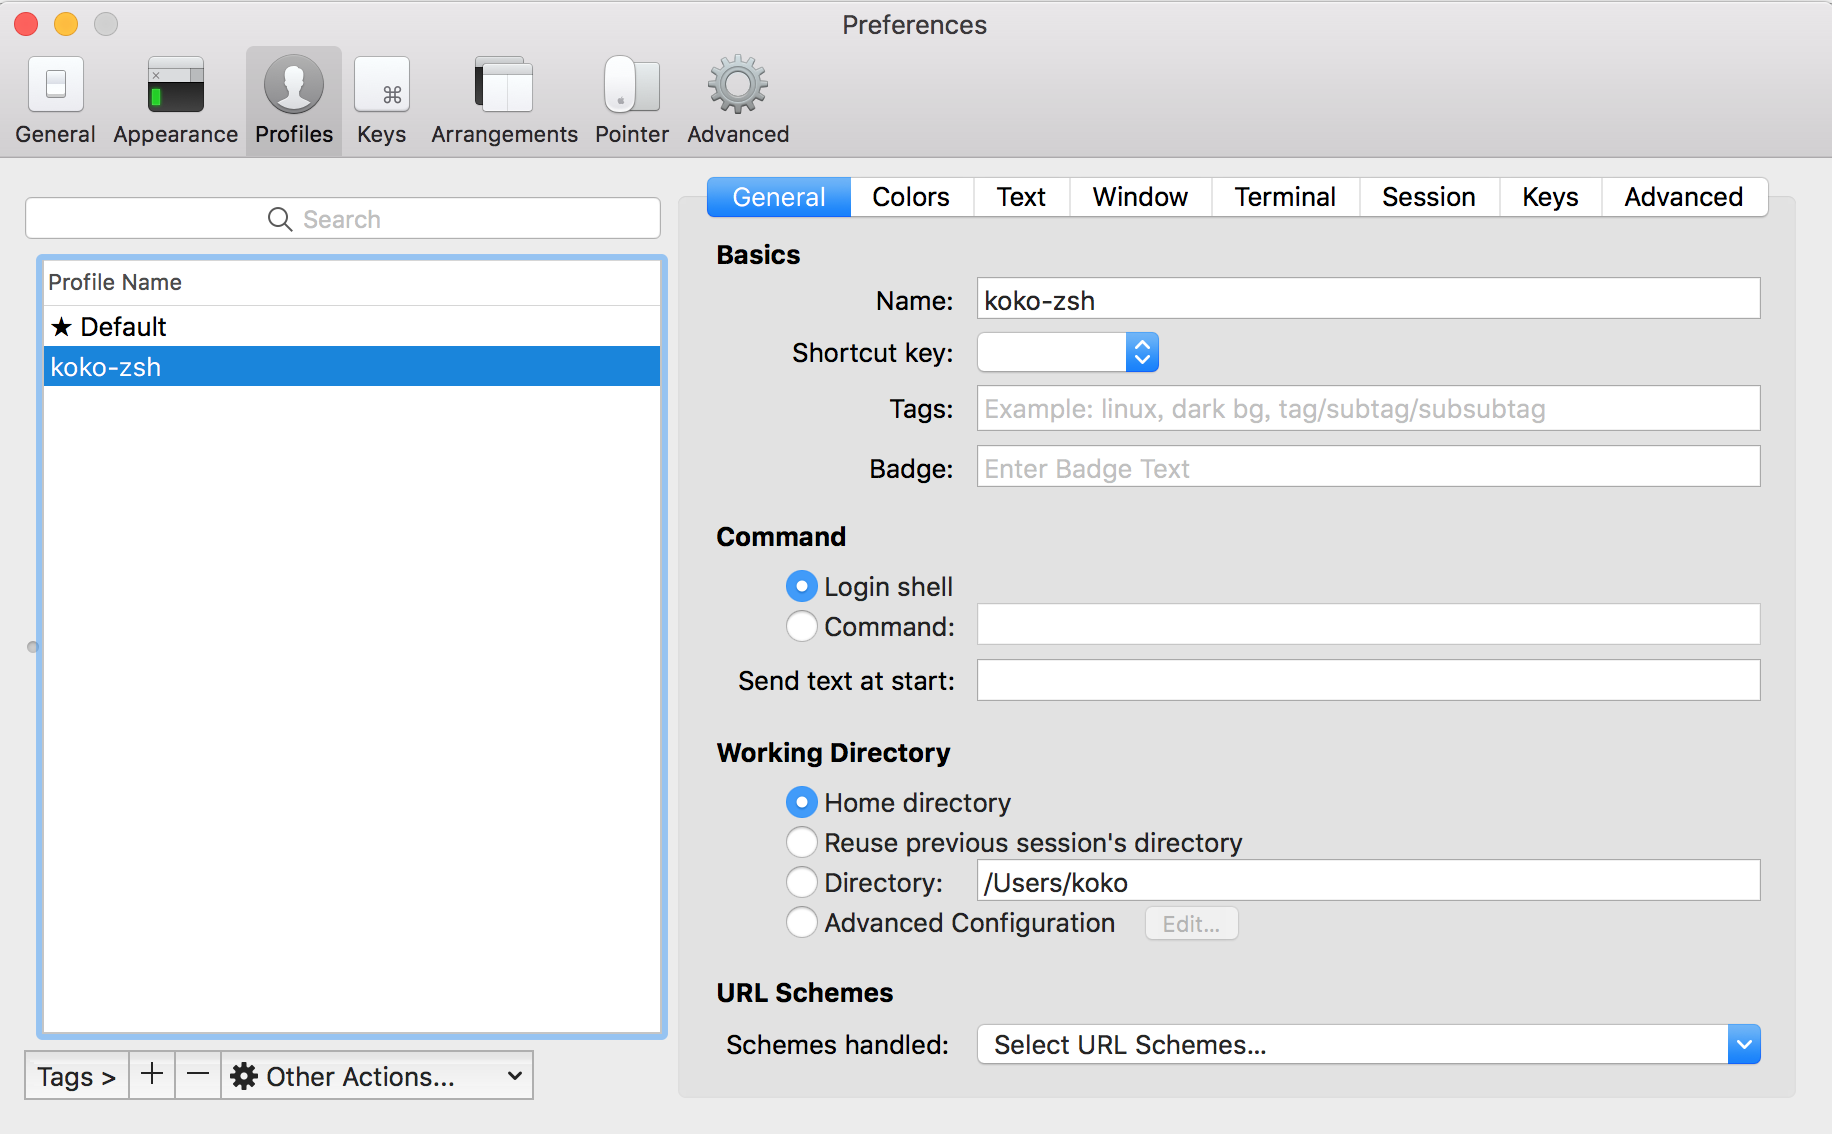 Preferences
General Appearance Profiles Keys Arrangements Pointer Advanced
Search
Profile Name
★ Default
koko-zsh
Tags > + − Other Actions...
General Colors Text Window Terminal Session Keys Advanced
Basics
Name: koko-zsh
Shortcut key:
Tags: Example: linux, dark bg, tag/subtag/subsubtag
Badge: Enter Badge Text
Command
Login shell
Command:
Send text at start:
Working Directory
Home directory
Reuse previous session's directory
Directory: /Users/koko
Advanced Configuration Edit...
URL Schemes
Schemes handled: Select URL Schemes...